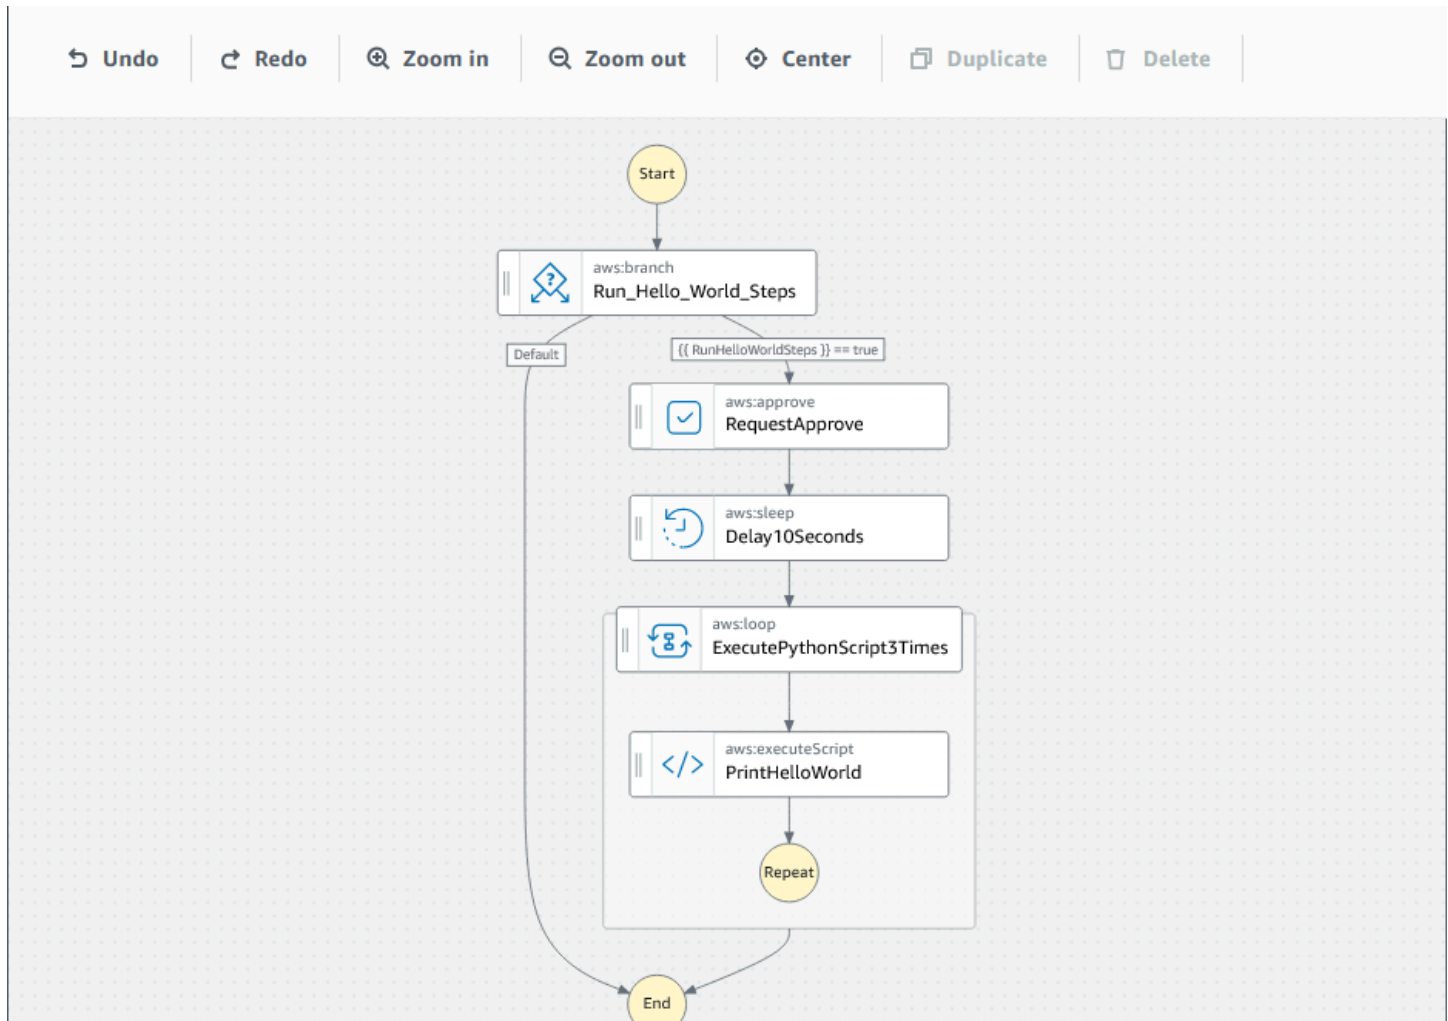 Undo Redo Zoom in Zoom out Center Duplicate Delete
Start
aws:branch
Run_Hello_World_Steps
Default
{{ RunHelloWorldSteps }} == true
aws:approve
RequestApprove
aws:sleep
Delay10Seconds
aws:loop
ExecutePythonScript3Times
aws:executeScript
PrintHelloWorld
Repeat
End